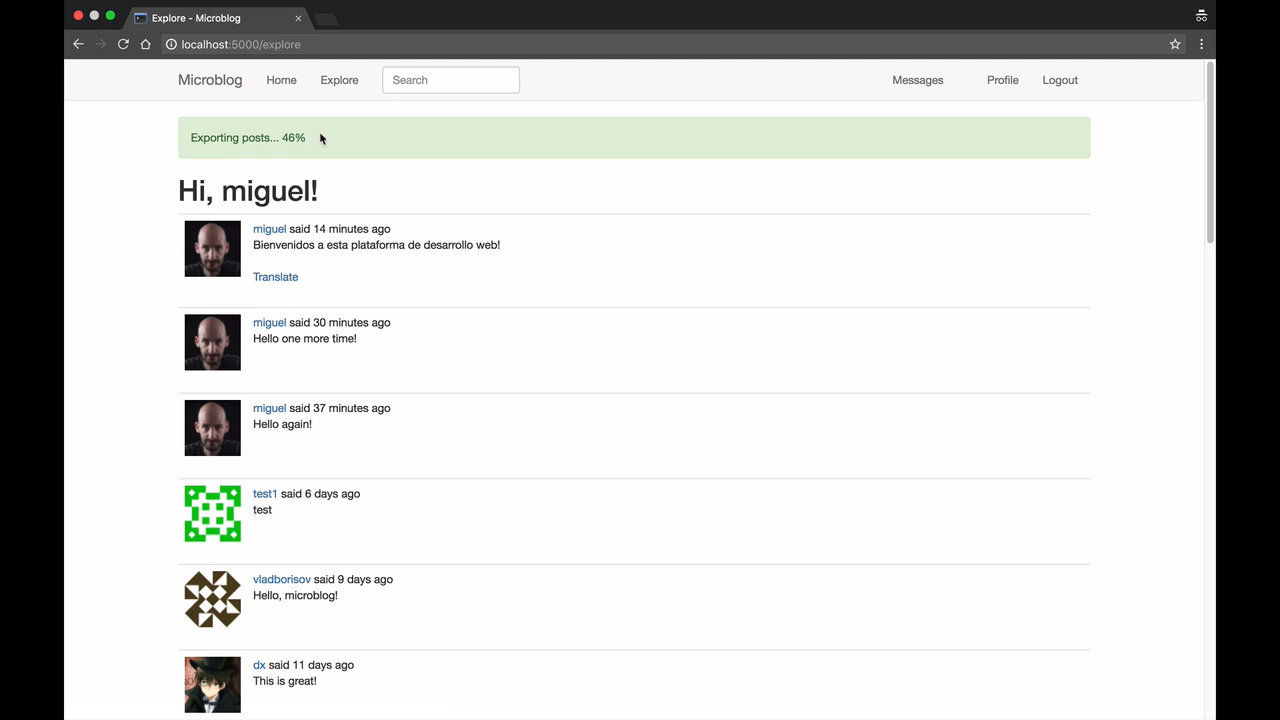 Explore - Microblog
localhost:5000/explore
Microblog Home Explore Search Messages Profile Logout
Exporting posts... 46%
Hi, miguel!
miguel said 14 minutes ago
Bienvenidos a esta plataforma de desarrollo web!
Translate
miguel said 30 minutes ago
Hello one more time!
miguel said 37 minutes ago
Hello again!
test1 said 6 days ago
test
vladborisov said 9 days ago
Hello, microblog!
dx said 11 days ago
This is great!